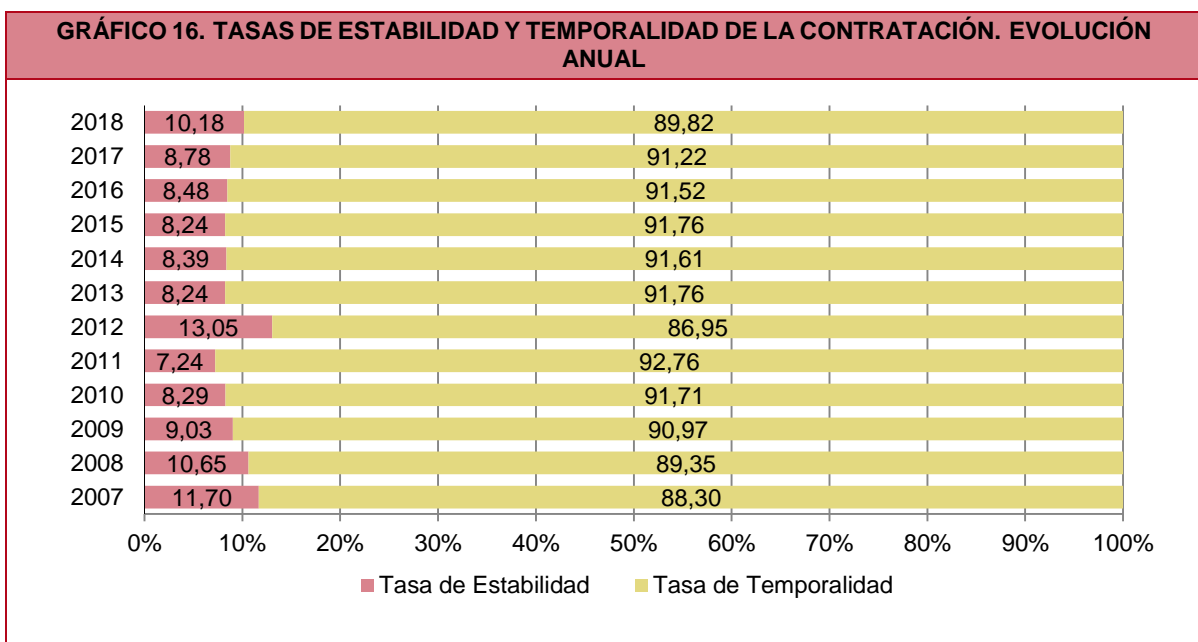 GRÁFICO 16. TASAS DE ESTABILIDAD Y TEMPORALIDAD DE LA CONTRATACIÓN. EVOLUCIÓN
ANUAL
2018 10,18 89,82
2017 8,78 91,22
2016 8,48 91,52
2015 8,24 91,76
2014 8,39 91,61
2013 8,24 91,76
2012 13,05 86,95
2011 7,24 92,76
2010 8,29 91,71
2009 9,03 90,97
2008 10,65 89,35
2007 11,70 88,30
0% 10% 20% 30% 40% 50% 60% 70% 80% 90% 100%
Tasa de Estabilidad Tasa de Temporalidad